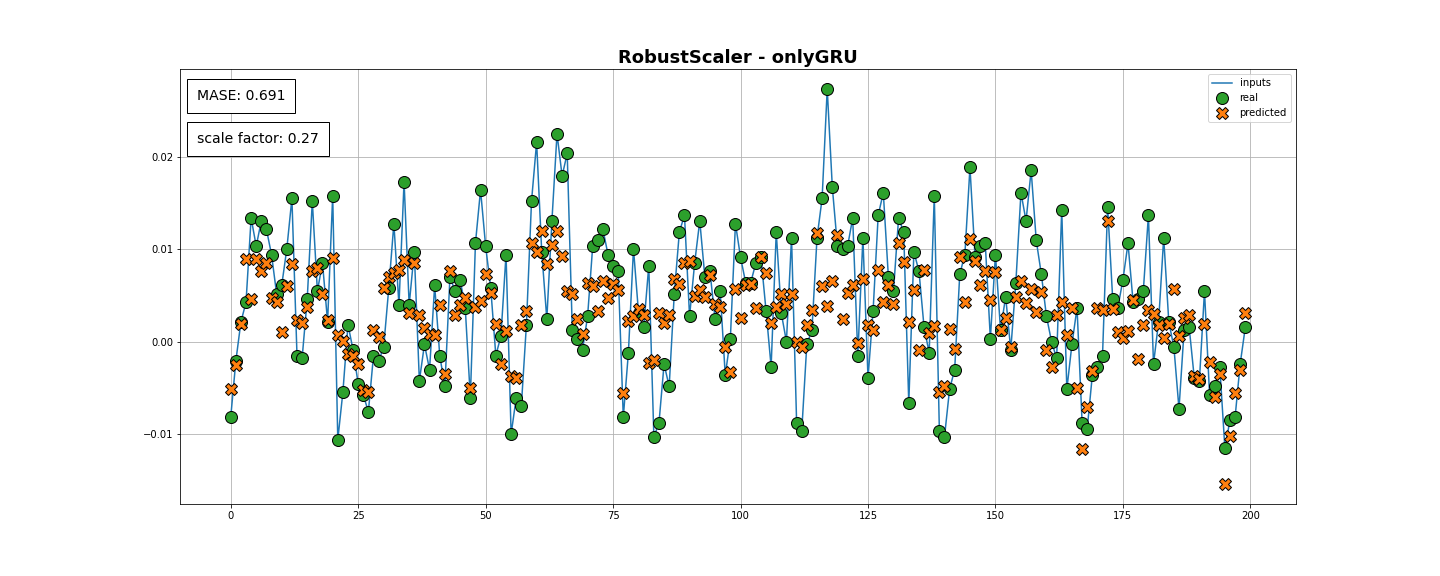 RobustScaler - onlyGRU
MASE: 0.691
scale factor: 0.27
inputs
real
predicted
0.02
0.01
0.00
−0.01
0 25 50 75 100 125 150 175 200